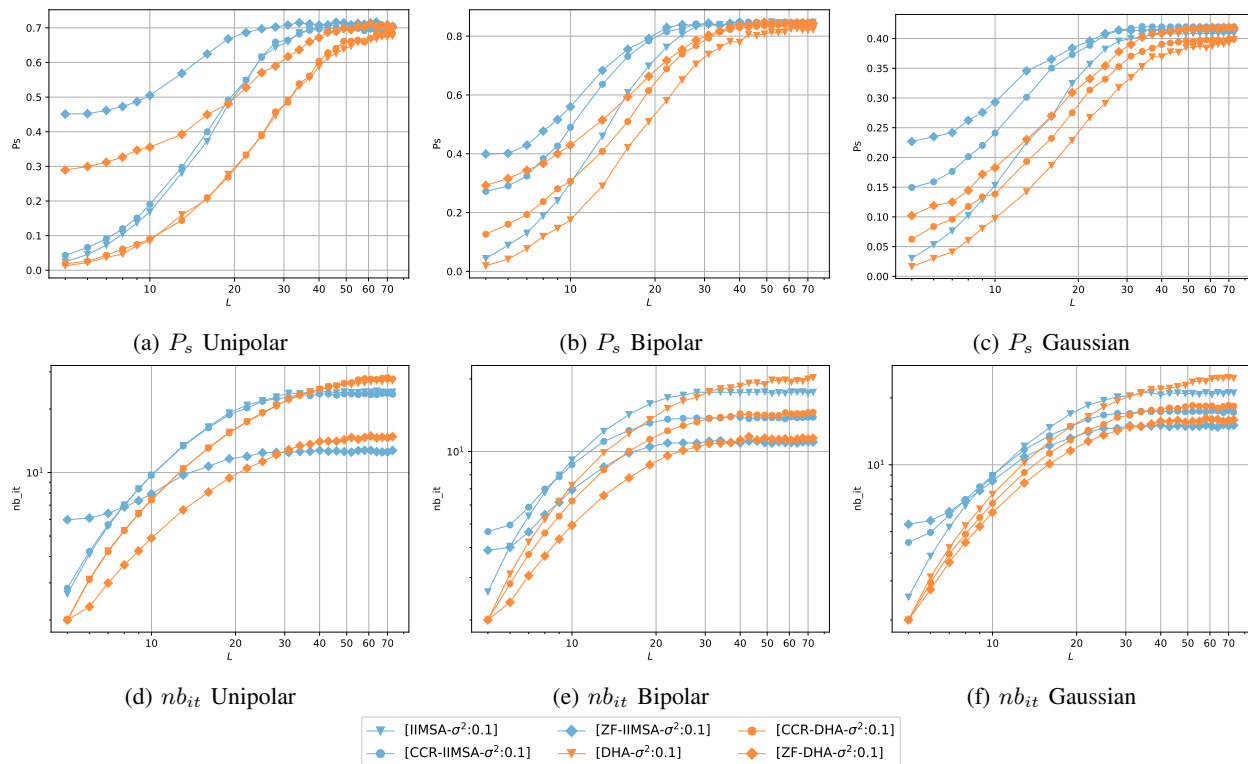 0.7
0.6
0.5
0.4
0.3
0.2
0.1
0.0
Ps
10 20 30 40 50 60 70
L
0.8
0.6
0.4
0.2
0.0
Ps
10 20 30 40 50 60 70
L
0.40
0.35
0.30
0.25
0.20
0.15
0.10
0.05
0.00
Ps
10 20 30 40 50 60 70
L
(a) Ps Unipolar
(b) Ps Bipolar
(c) Ps Gaussian
10¹
nb_it
10 20 30 40 50 60 70
L
10¹
nb_it
10 20 30 40 50 60 70
L
10¹
nb_it
10 20 30 40 50 60 70
L
(d) nbit Unipolar
(e) nbit Bipolar
(f) nbit Gaussian
[IIMSA-σ²:0.1] [ZF-IIMSA-σ²:0.1] [CCR-DHA-σ²:0.1]
[CCR-IIMSA-σ²:0.1] [DHA-σ²:0.1] [ZF-DHA-σ²:0.1]